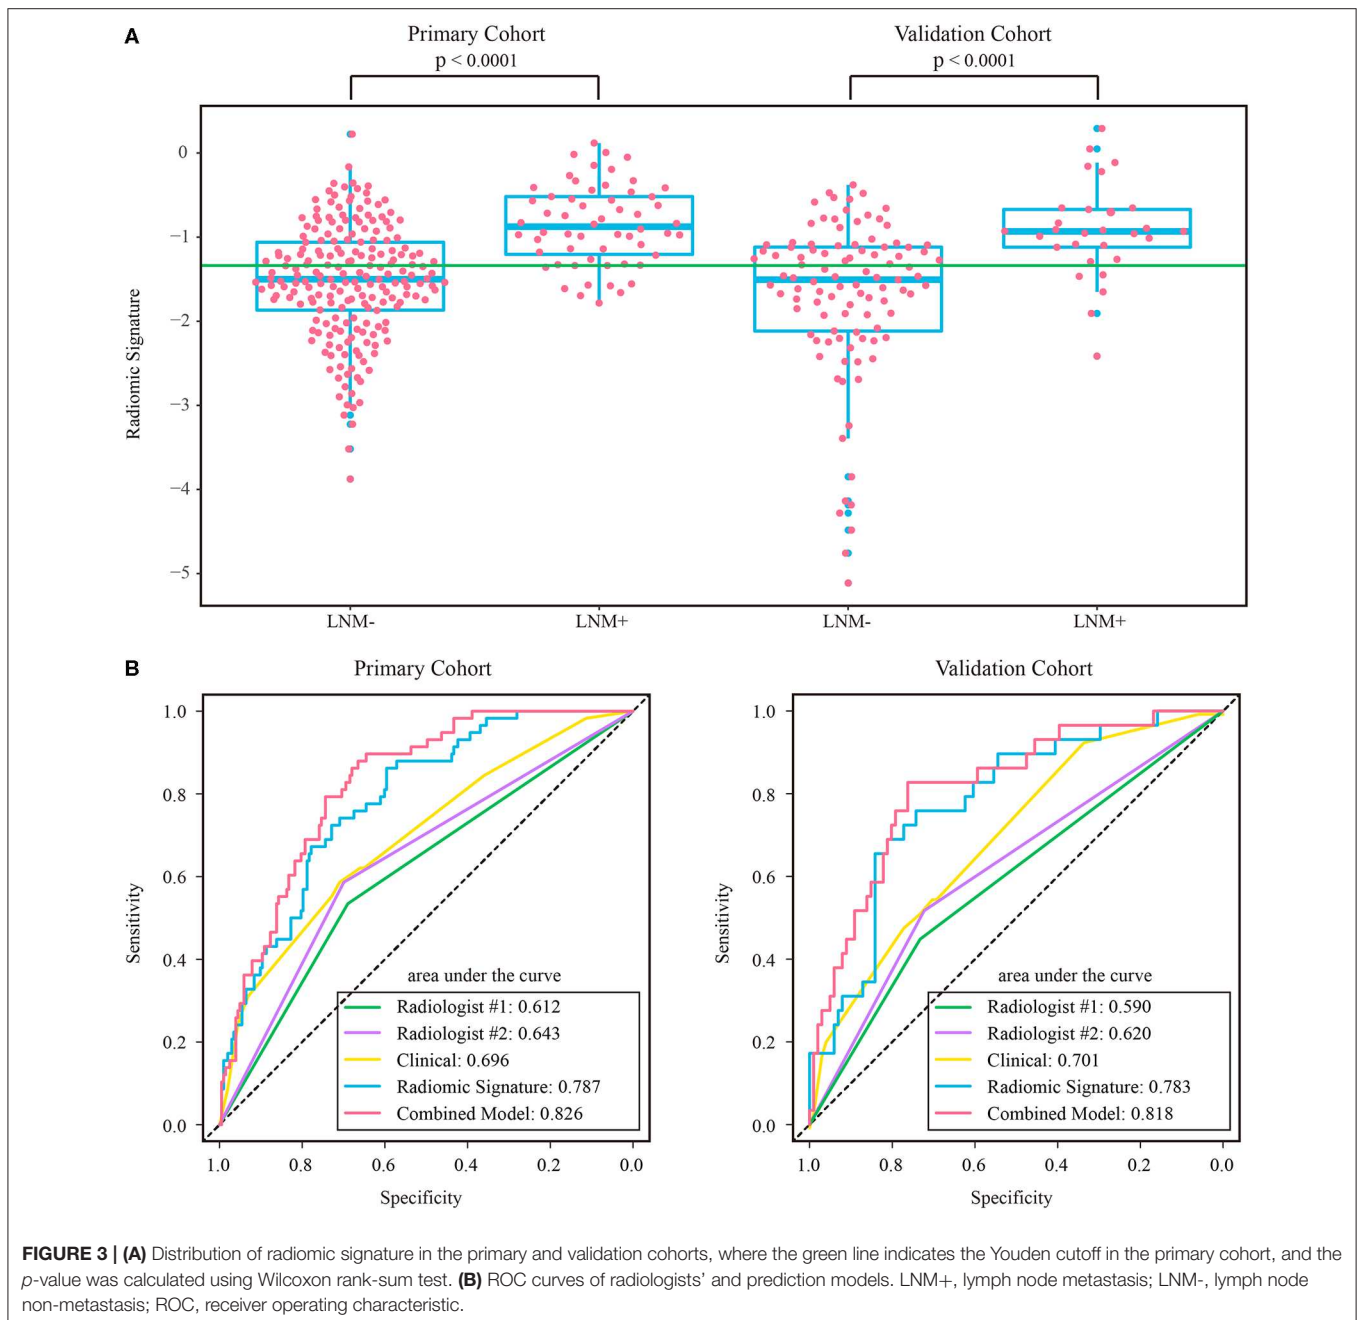 A
Primary Cohort
Validation Cohort
p < 0.0001
p < 0.0001
Radiomic Signature
0
−1
−2
−3
−4
−5
LNM-
LNM+
LNM-
LNM+
B
Primary Cohort
Validation Cohort
Sensitivity
1.0
0.8
0.6
0.4
0.2
0.0
area under the curve
Radiologist #1: 0.612
Radiologist #2: 0.643
Clinical: 0.696
Radiomic Signature: 0.787
Combined Model: 0.826
1.0 0.8 0.6 0.4 0.2 0.0
Specificity
Sensitivity
1.0
0.8
0.6
0.4
0.2
0.0
area under the curve
Radiologist #1: 0.590
Radiologist #2: 0.620
Clinical: 0.701
Radiomic Signature: 0.783
Combined Model: 0.818
1.0 0.8 0.6 0.4 0.2 0.0
Specificity
FIGURE 3 | (A) Distribution of radiomic signature in the primary and validation cohorts, where the green line indicates the Youden cutoff in the primary cohort, and the
p-value was calculated using Wilcoxon rank-sum test. (B) ROC curves of radiologists' and prediction models. LNM+, lymph node metastasis; LNM-, lymph node
non-metastasis; ROC, receiver operating characteristic.